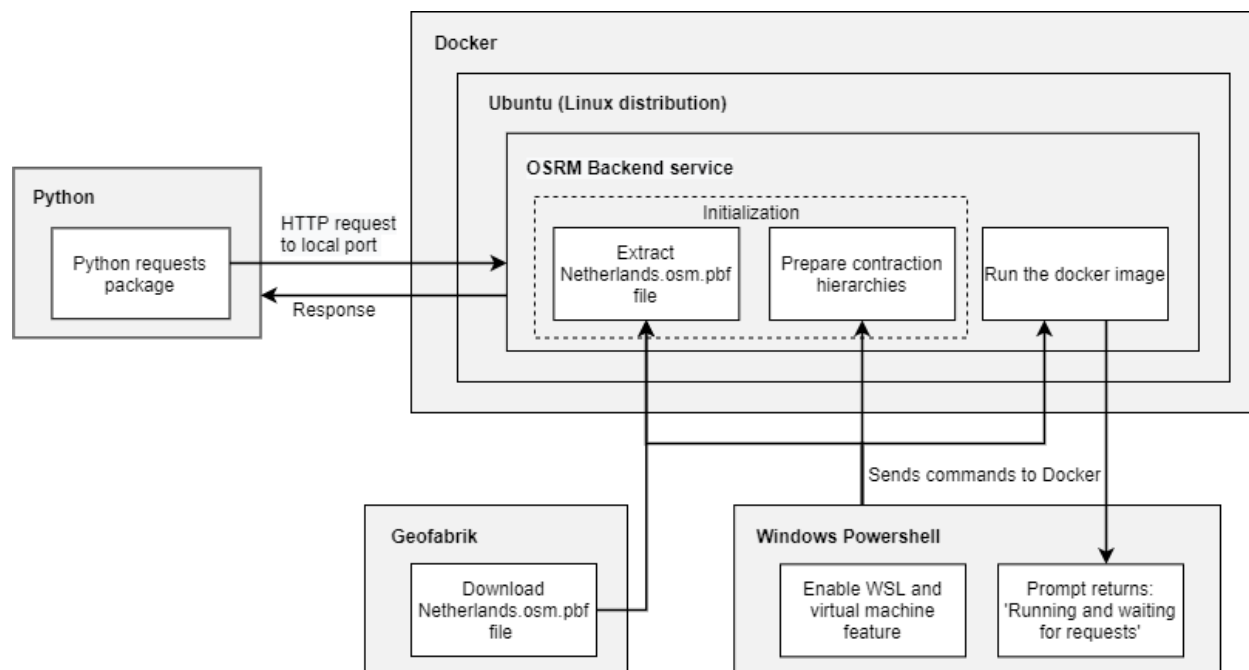 Docker
Ubuntu (Linux distribution)
OSRM Backend service
Initialization
Extract
Netherlands.osm.pbf
file
Prepare contraction
hierarchies
Run the docker image
Python
Python requests
package
HTTP request
to local port
Response
Sends commands to Docker
Geofabrik
Download
Netherlands.osm.pbf
file
Windows Powershell
Enable WSL and
virtual machine
feature
Prompt returns:
'Running and waiting
for requests'